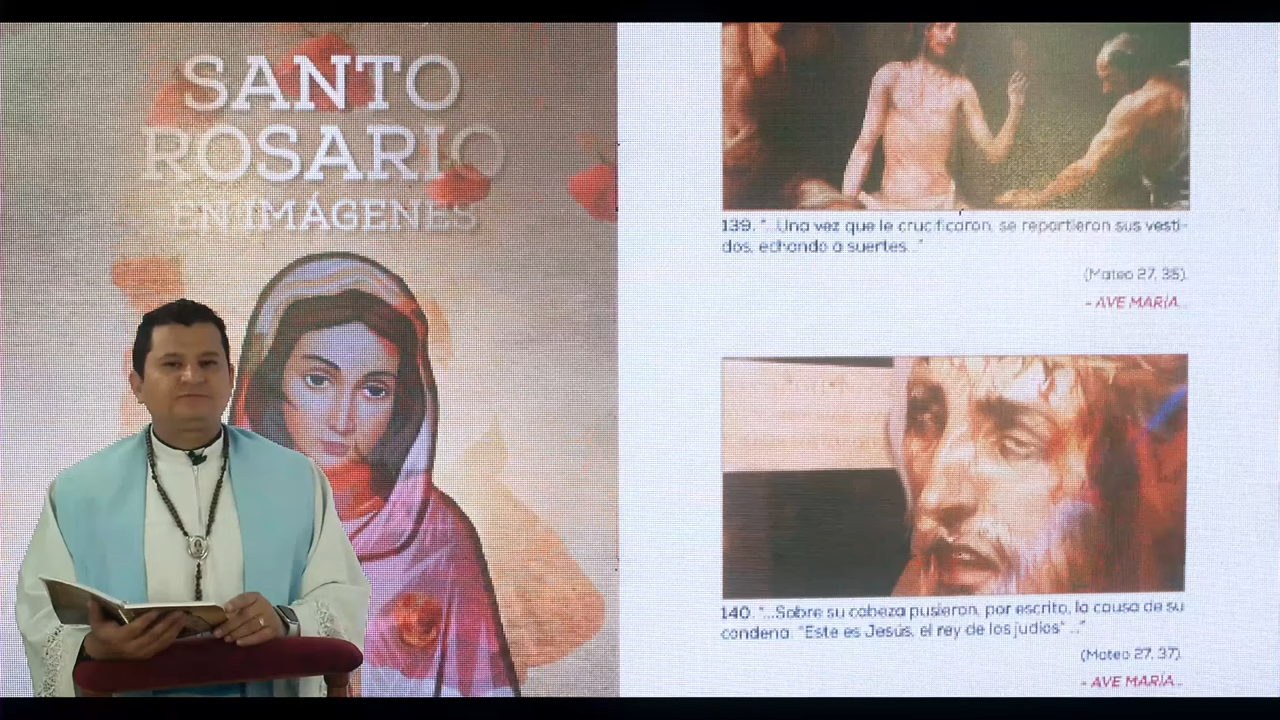 SANTO
ROSARIO
EN IMÁGENES
139. "...Una vez que le crucificaron, se repartieron sus vesti-
dos, echando a suertes..."
(Mateo 27, 35)
- AVE MARÍA...
140. "...Sobre su cabeza pusieron, por escrito, la causa de su
condena: "Este es Jesús, el rey de los judíos" ..."
(Mateo 27, 37)
- AVE MARÍA...